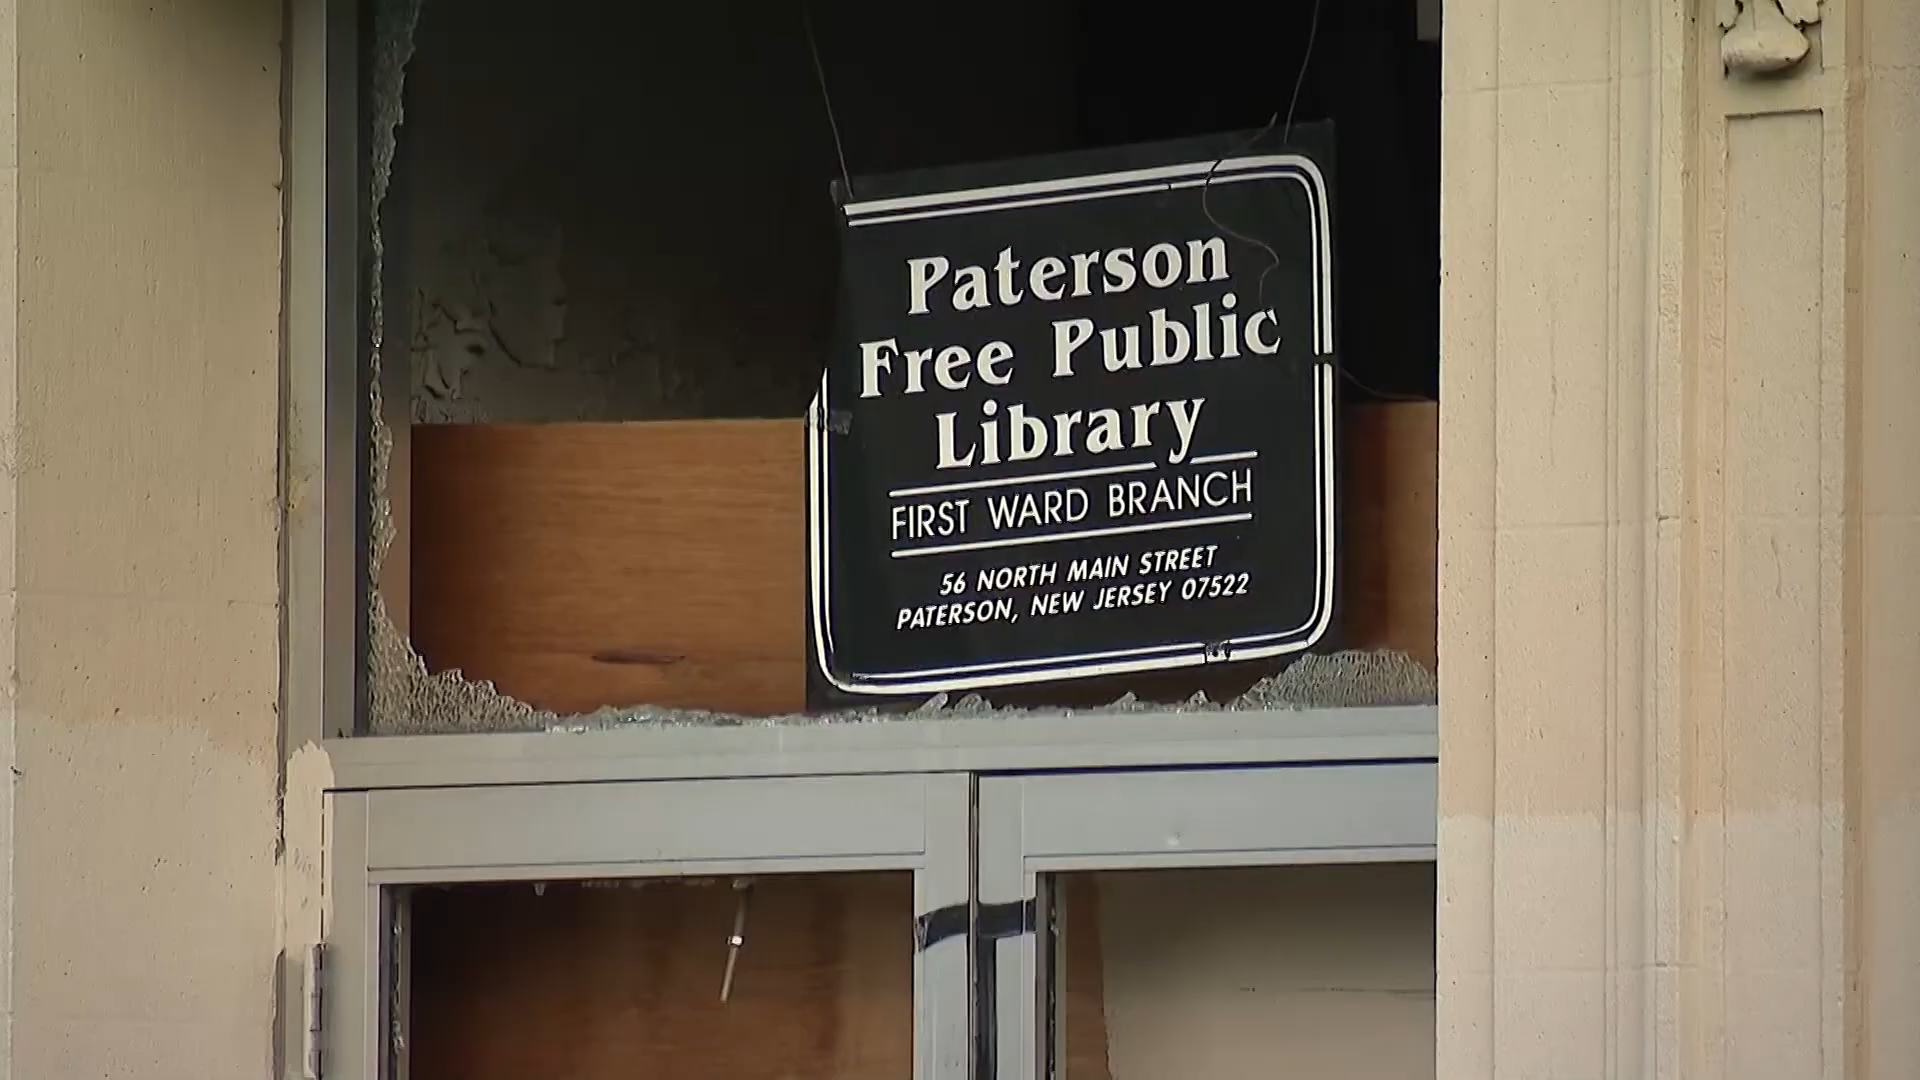 Paterson
Free Public
Library
FIRST WARD BRANCH
56 NORTH MAIN STREET
PATERSON, NEW JERSEY 07522